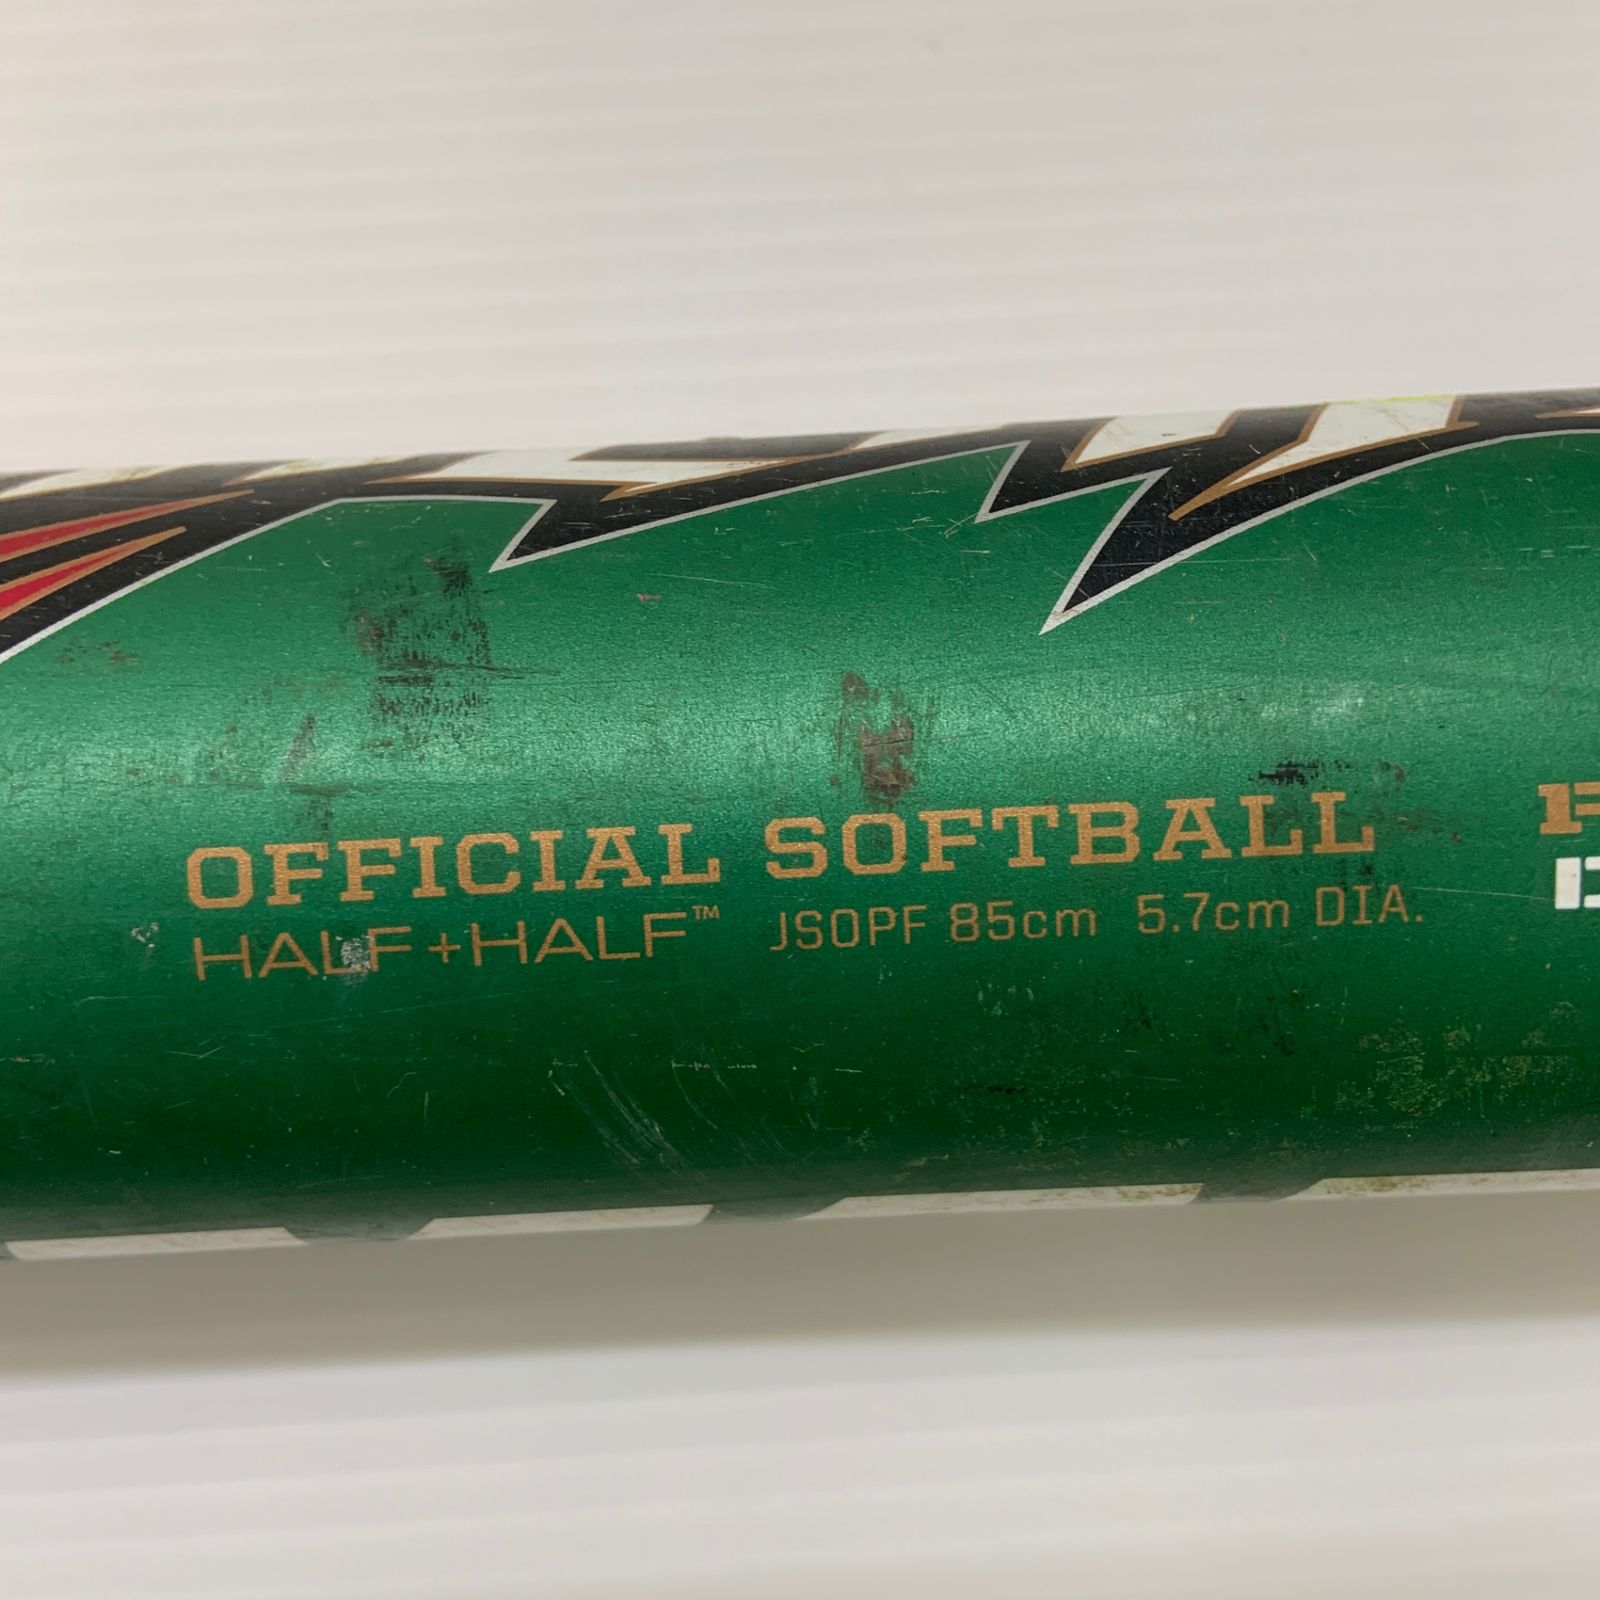 OFFICIAL SOFTBALL
HALF+HALF™ JSOPF 85cm 5.7cm DIA.